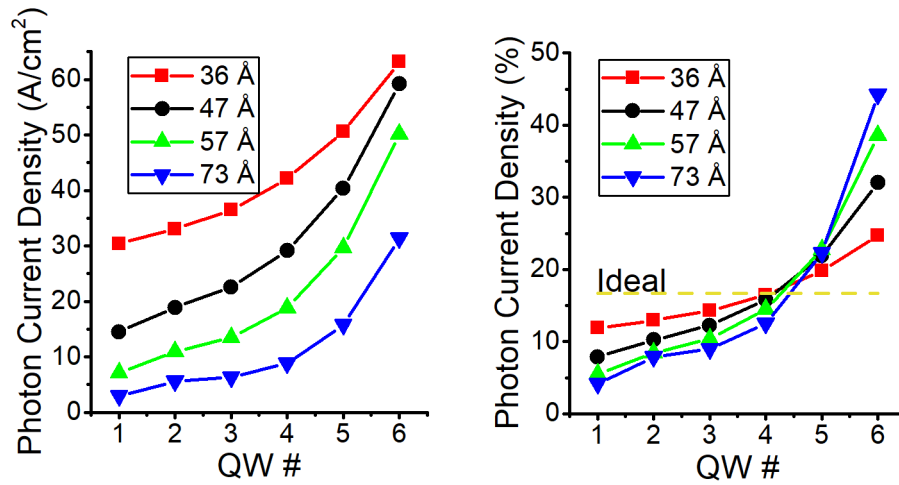 Photon Current Density (A/cm²)
60
50
40
30
20
10
0
36 Å
47 Å
57 Å
73 Å
1 2 3 4 5 6
QW #
Photon Current Density (%)
50
40
30
20
10
0
36 Å
47 Å
57 Å
73 Å
Ideal
1 2 3 4 5 6
QW #